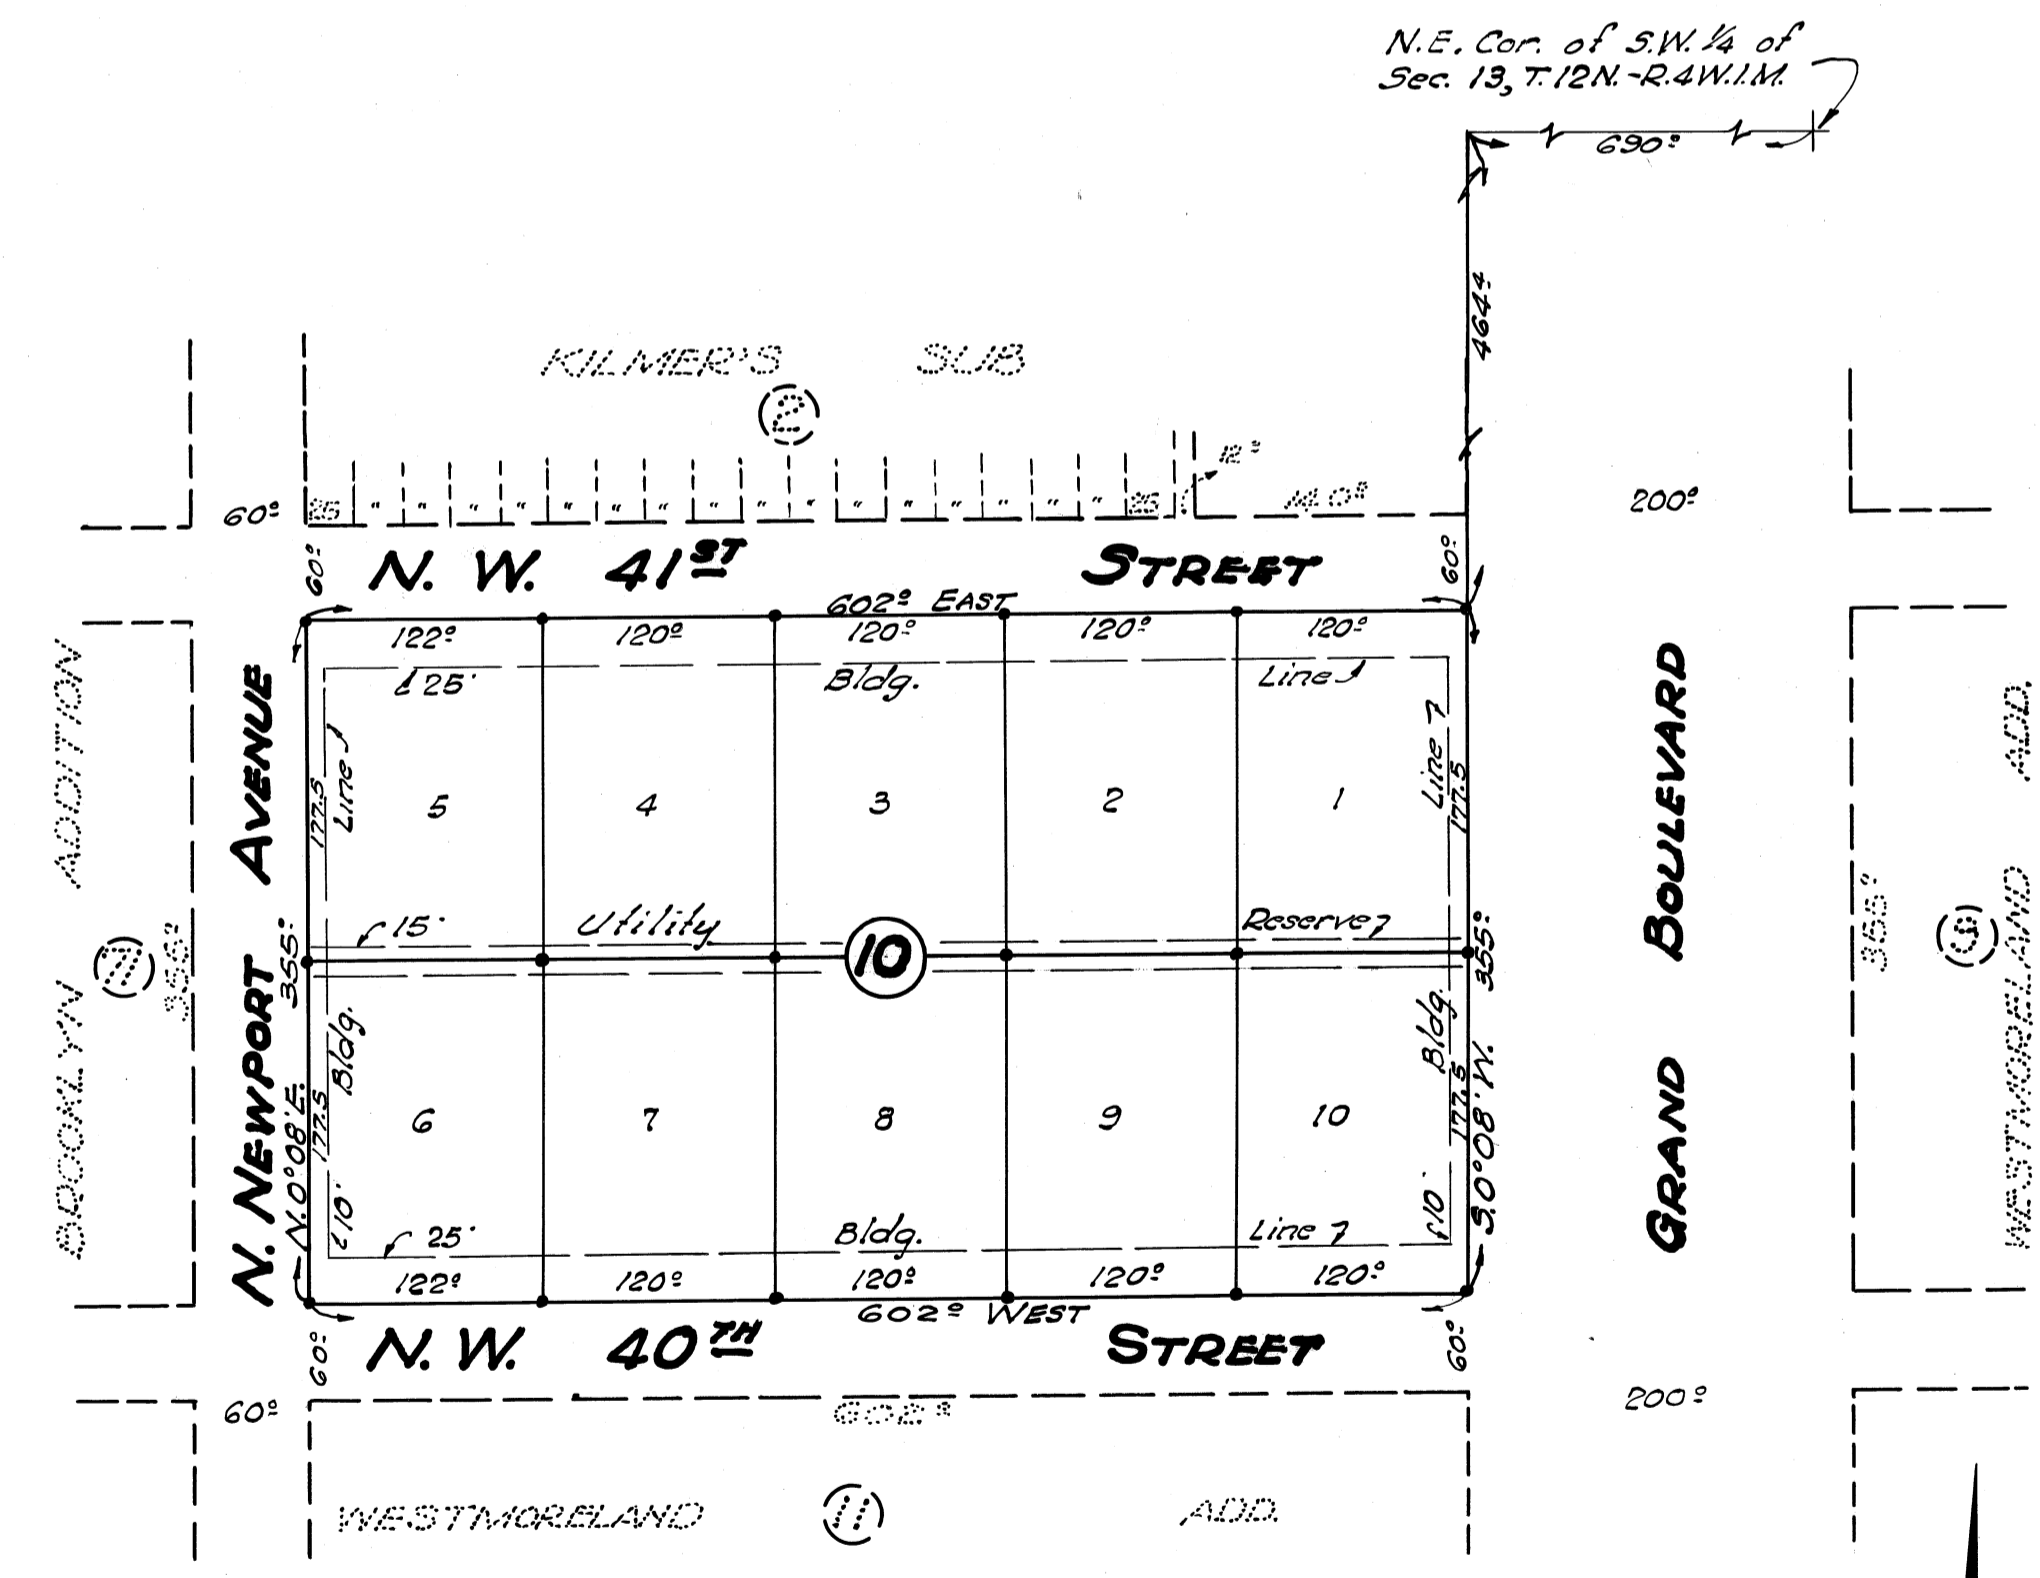 N.E. Cor. of S.W. ¼ of
Sec. 13, T.12N.-R.4W.I.M.
690.0
464.4
KILMER'S SUB
2
12.0
60.0 25 " " " " " " " " " " " " " " " " 25 140.0 200.0
60.0 N. W. 41ST STREET 60.0
602.0 EAST
122.0 120.0 120.0 120.0 120.0
25' Bldg. Line
N. NEWPORT AVENUE
N.0°08'E. 355.0
177.5
Line
5 4 3 2 1
Line
177.5
15' Utility Reserve
10
S.0°08'W. 355.0
GRAND BOULEVARD
BROOKLYN ADDITION
7
355.0
355.0
9
WESTMORELAND ADD.
177.5
10' Bldg.
6 7 8 9 10
10' Bldg.
177.5
25' Bldg. Line
122.0 120.0 120.0 120.0 120.0
602.0 WEST
60.0 N. W. 40TH STREET 60.0
60.0 602.0 200.0
WESTMORELAND 11 ADD.